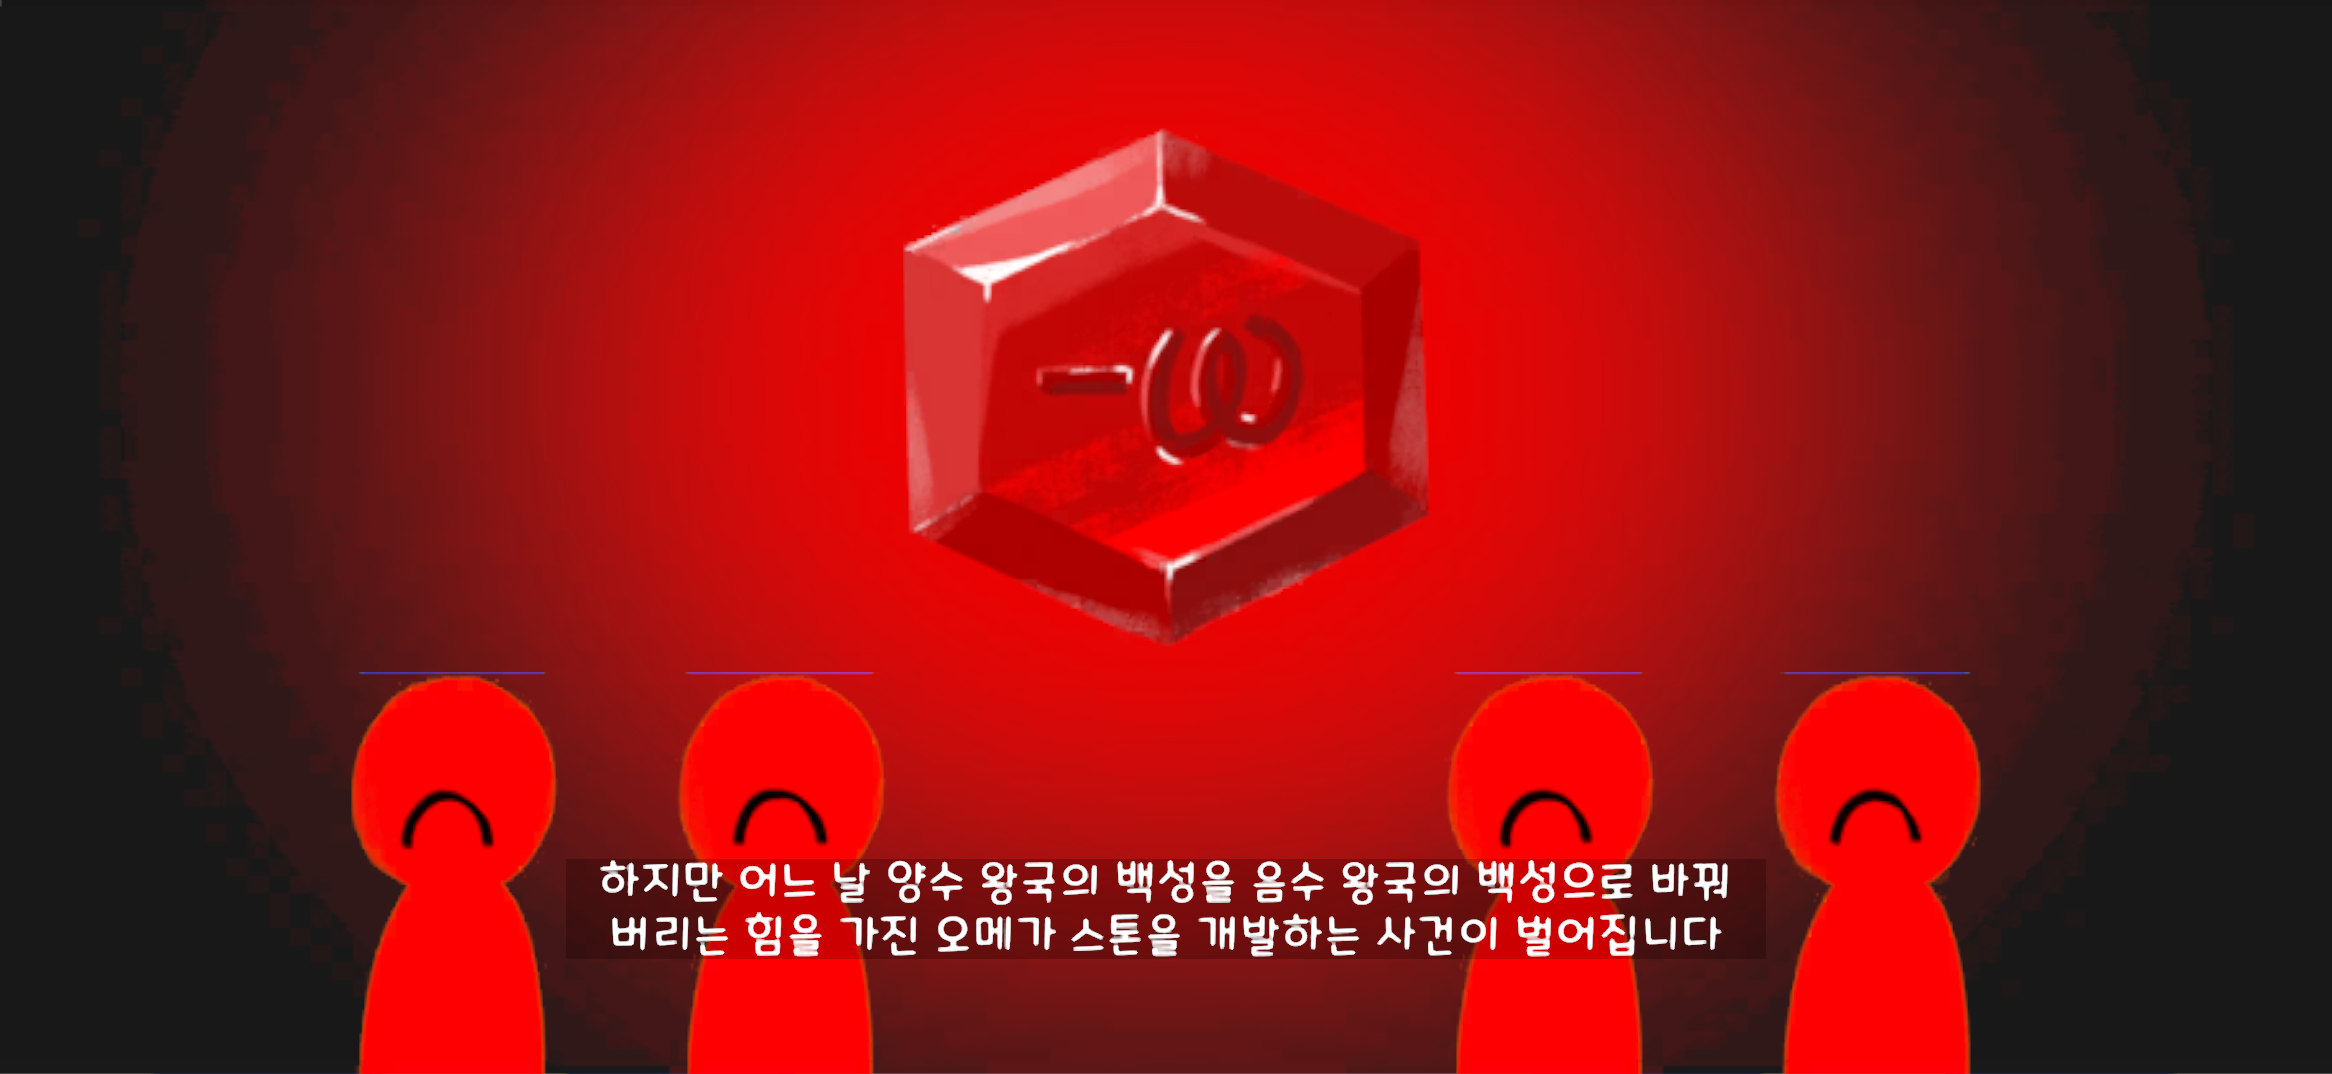 -ω
하지만 어느 날 양수 왕국의 백성을 음수 왕국의 백성으로 바꿔
버리는 힘을 가진 오메가 스톤을 개발하는 사건이 벌어집니다